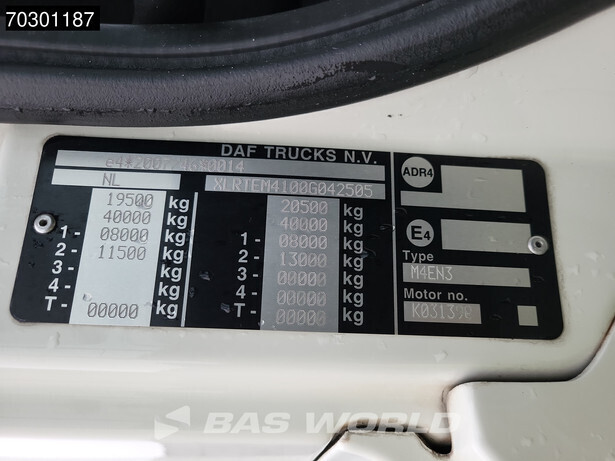 70301187
DAF TRUCKS N.V.
NL XLRTEM4100G042505
19500 kg 20500 kg
40000 kg 40000 kg
1- 08000 kg 1- 08000 kg
2- 11500 kg 2- 13000 kg
3- kg 3- 00000 kg
4- kg 4- 00000 kg
T- 00000 kg T- 00000 kg
ADR4
E4
Type
M4EN3
Motor no.
BAS WORLD